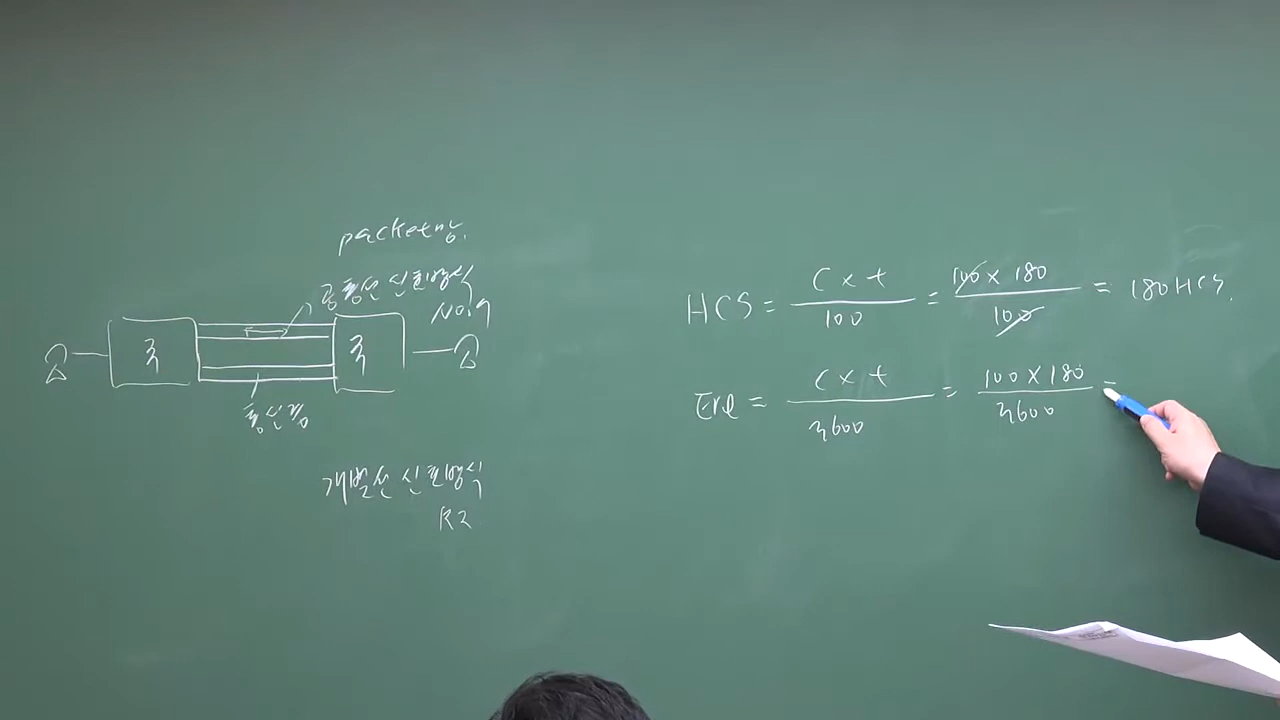 packet망.
공통선 신호방식
No.7
국
국
통신망
개별선 신호방식
R2
HCS = C x t / 100 = 100 x 180 / 100 = 180HCS.
Erl = C x t / 3600 = 100 x 180 / 3600 =